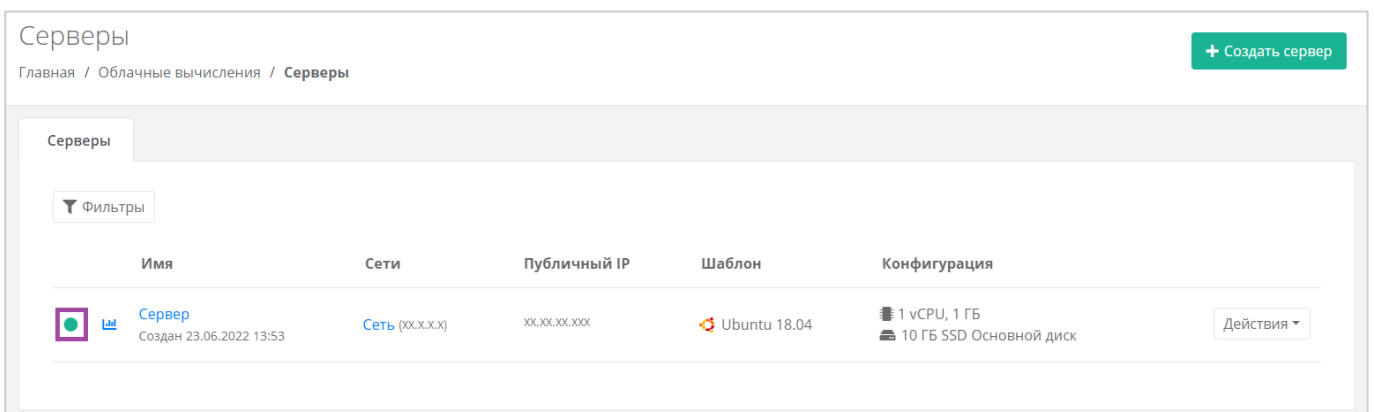 Серверы
+ Создать сервер
Главная / Облачные вычисления / Серверы
Серверы
Фильтры
Имя Сети Публичный IP Шаблон Конфигурация
Сервер
Создан 23.06.2022 13:53
Сеть (XX.X.X.X)
XX.XX.XX.XXX
Ubuntu 18.04
1 vCPU, 1 ГБ
10 ГБ SSD Основной диск
Действия